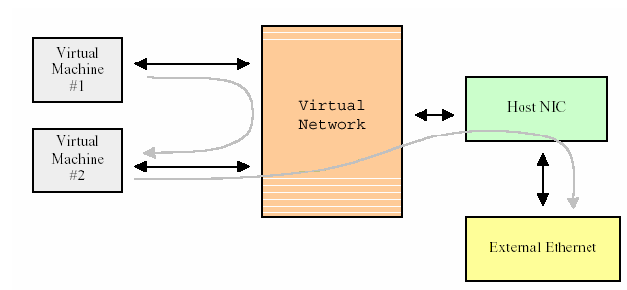 Virtual
Machine
#1
Virtual
Machine
#2
Virtual
Network
Host NIC
External Ethernet